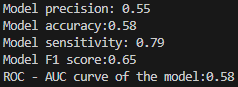 Model precision: 0.55
Model accuracy:0.58
Model sensitivity: 0.79
Model F1 score:0.65
ROC - AUC curve of the model:0.58